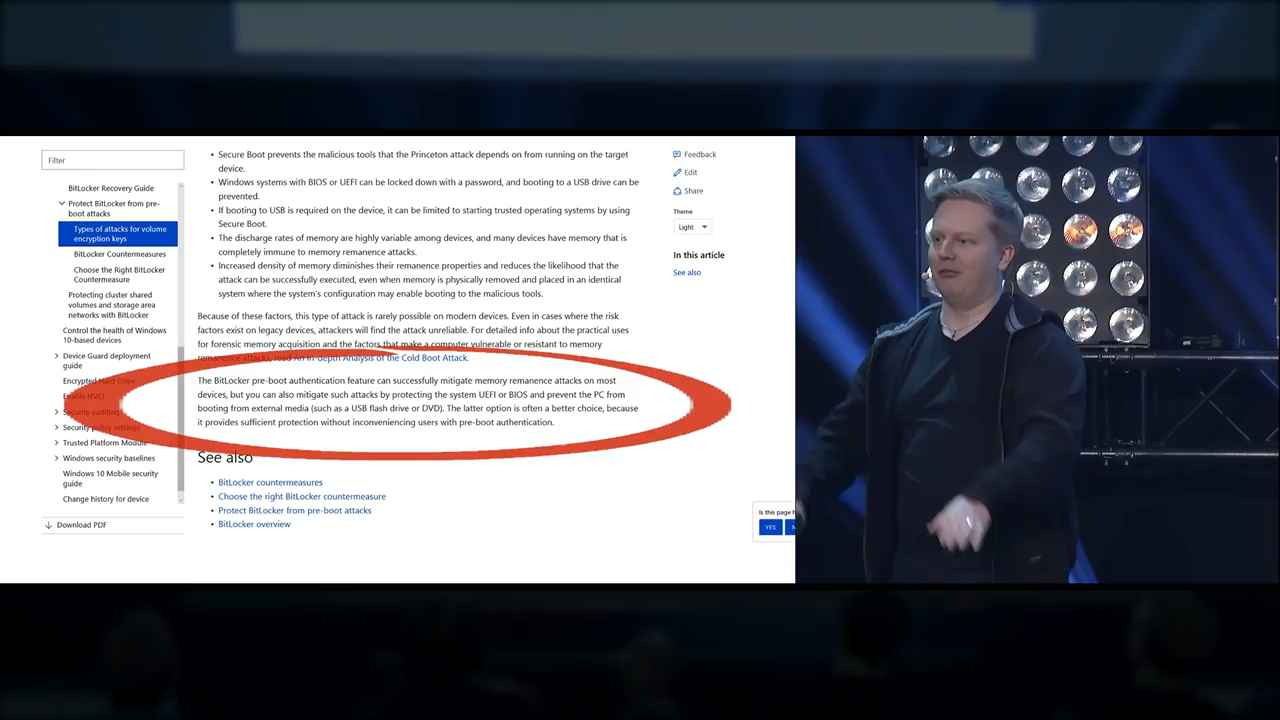 Filter
BitLocker Recovery Guide
Protect BitLocker from pre-
boot attacks
Types of attacks for volume
encryption keys
BitLocker Countermeasures
Choose the Right BitLocker
Countermeasure
Protecting cluster shared
volumes and storage area
networks with BitLocker
Control the health of Windows
10-based devices
Device Guard deployment
guide
Encrypted Hard Drive
Enable HVCI
Security auditing
Security policy settings
Trusted Platform Module
Windows security baselines
Windows 10 Mobile security
guide
Change history for device
Download PDF
• Secure Boot prevents the malicious tools that the Princeton attack depends on from running on the target
device.
• Windows systems with BIOS or UEFI can be locked down with a password, and booting to a USB drive can be
prevented.
• If booting to USB is required on the device, it can be limited to starting trusted operating systems by using
Secure Boot.
• The discharge rates of memory are highly variable among devices, and many devices have memory that is
completely immune to memory remanence attacks.
• Increased density of memory diminishes their remanence properties and reduces the likelihood that the
attack can be successfully executed, even when memory is physically removed and placed in an identical
system where the system's configuration may enable booting to the malicious tools.
Because of these factors, this type of attack is rarely possible on modern devices. Even in cases where the risk
factors exist on legacy devices, attackers will find the attack unreliable. For detailed info about the practical uses
for forensic memory acquisition and the factors that make a computer vulnerable or resistant to memory
remanence attacks, read An in-depth Analysis of the Cold Boot Attack.
The BitLocker pre-boot authentication feature can successfully mitigate memory remanence attacks on most
devices, but you can also mitigate such attacks by protecting the system UEFI or BIOS and prevent the PC from
booting from external media (such as a USB flash drive or DVD). The latter option is often a better choice, because
it provides sufficient protection without inconveniencing users with pre-boot authentication.
See also
• BitLocker countermeasures
• Choose the right BitLocker countermeasure
• Protect BitLocker from pre-boot attacks
• BitLocker overview
Feedback
Edit
Share
Theme
Light
In this article
See also
Is this page h
YES
N